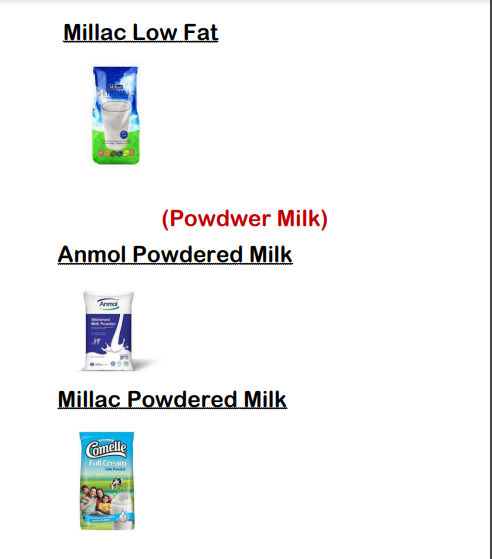 Millac Low Fat
Skimillac
(Powdwer Milk)
Anmol Powdered Milk
Anmol
Skimmed
Milk Powder
Millac Powdered Milk
Comelle
Full Cream
Milk Powder